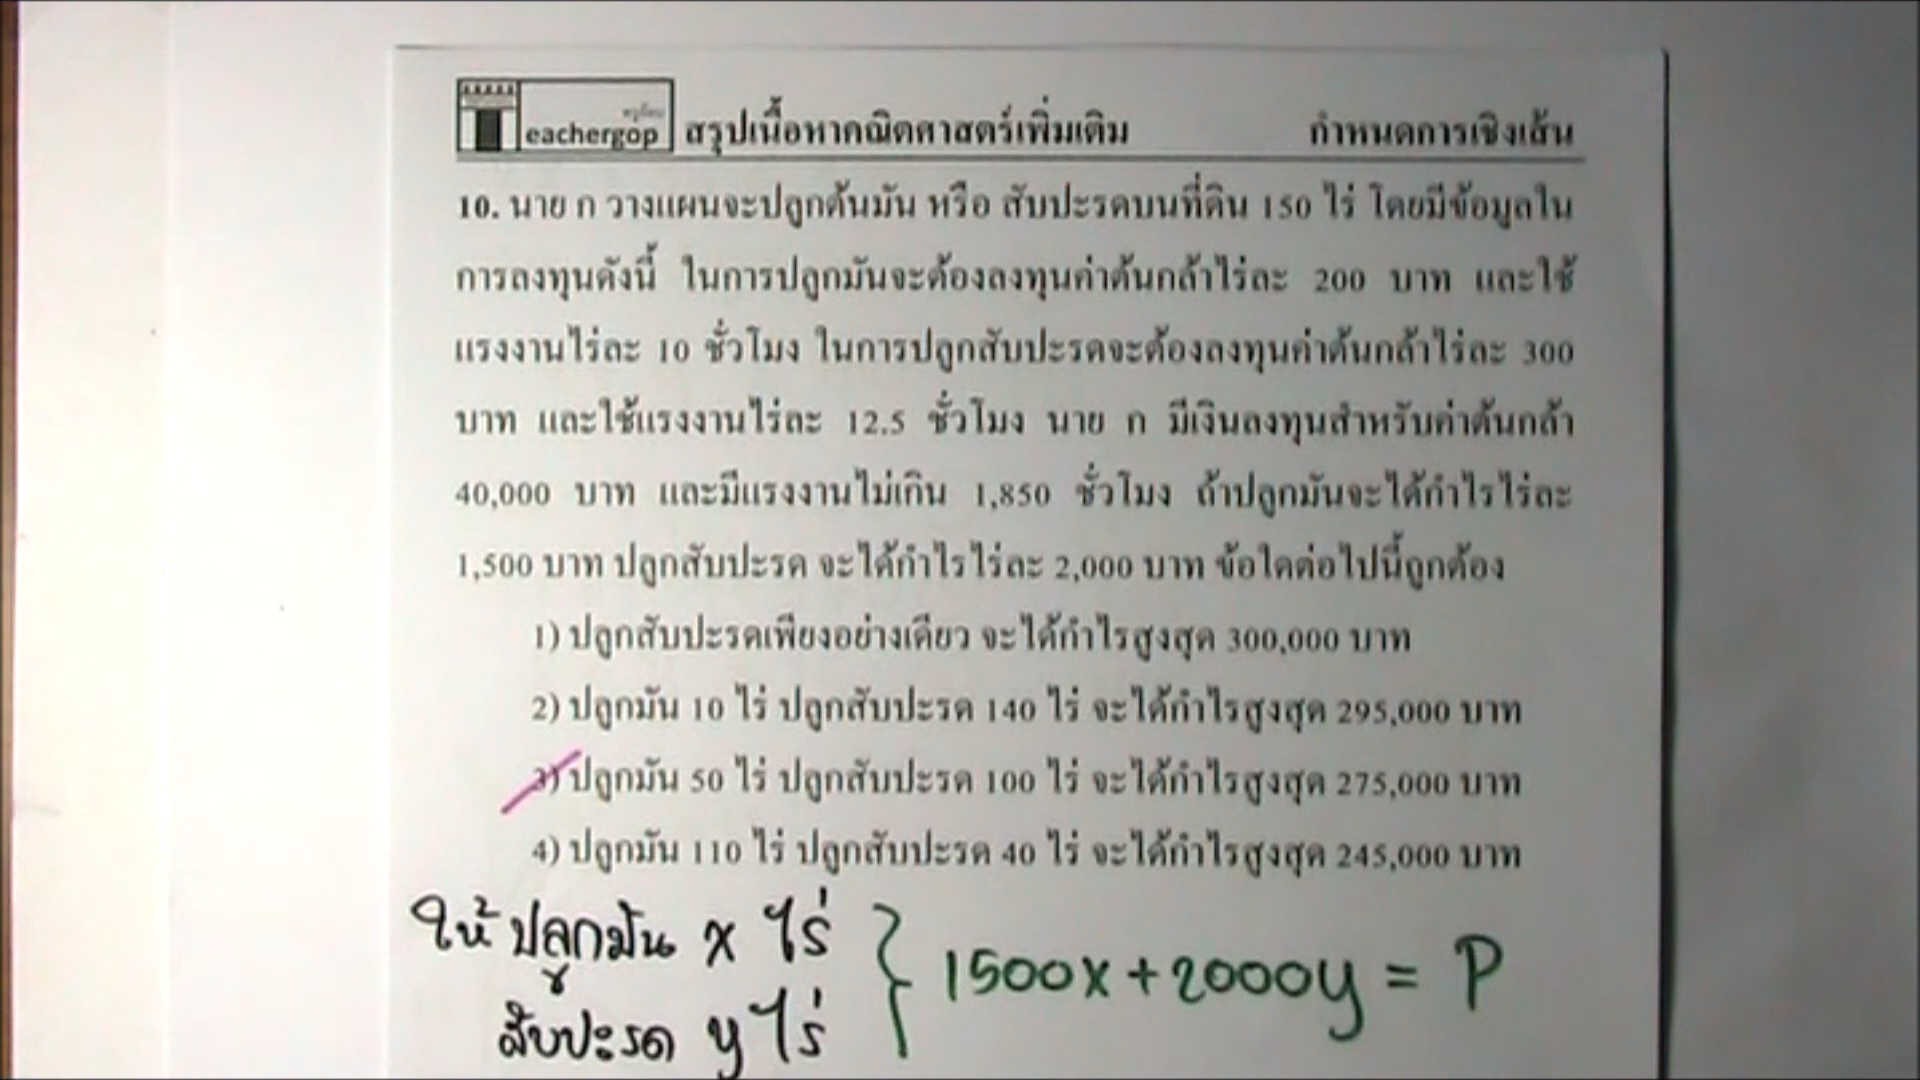 ครูก๊อบ
eachergop สรุปเนื้อหาคณิตศาสตร์เพิ่มเติม กำหนดการเชิงเส้น
10. นาย ก วางแผนจะปลูกต้นมัน หรือ สับปะรดบนที่ดิน 150 ไร่ โดยมีข้อมูลใน
การลงทุนดังนี้ ในการปลูกมันจะต้องลงทุนค่าต้นกล้าไร่ละ 200 บาท และใช้
แรงงานไร่ละ 10 ชั่วโมง ในการปลูกสับปะรดจะต้องลงทุนค่าต้นกล้าไร่ละ 300
บาท และใช้แรงงานไร่ละ 12.5 ชั่วโมง นาย ก มีเงินลงทุนสำหรับค่าต้นกล้า
40,000 บาท และมีแรงงานไม่เกิน 1,850 ชั่วโมง ถ้าปลูกมันจะได้กำไรไร่ละ
1,500 บาท ปลูกสับปะรด จะได้กำไรไร่ละ 2,000 บาท ข้อใดต่อไปนี้ถูกต้อง
1) ปลูกสับปะรดเพียงอย่างเดียว จะได้กำไรสูงสุด 300,000 บาท
2) ปลูกมัน 10 ไร่ ปลูกสับปะรด 140 ไร่ จะได้กำไรสูงสุด 295,000 บาท
3) ปลูกมัน 50 ไร่ ปลูกสับปะรด 100 ไร่ จะได้กำไรสูงสุด 275,000 บาท
4) ปลูกมัน 110 ไร่ ปลูกสับปะรด 40 ไร่ จะได้กำไรสูงสุด 245,000 บาท
ให้ ปลูกมัน x ไร่
สับปะรด y ไร่
1500x + 2000y = P